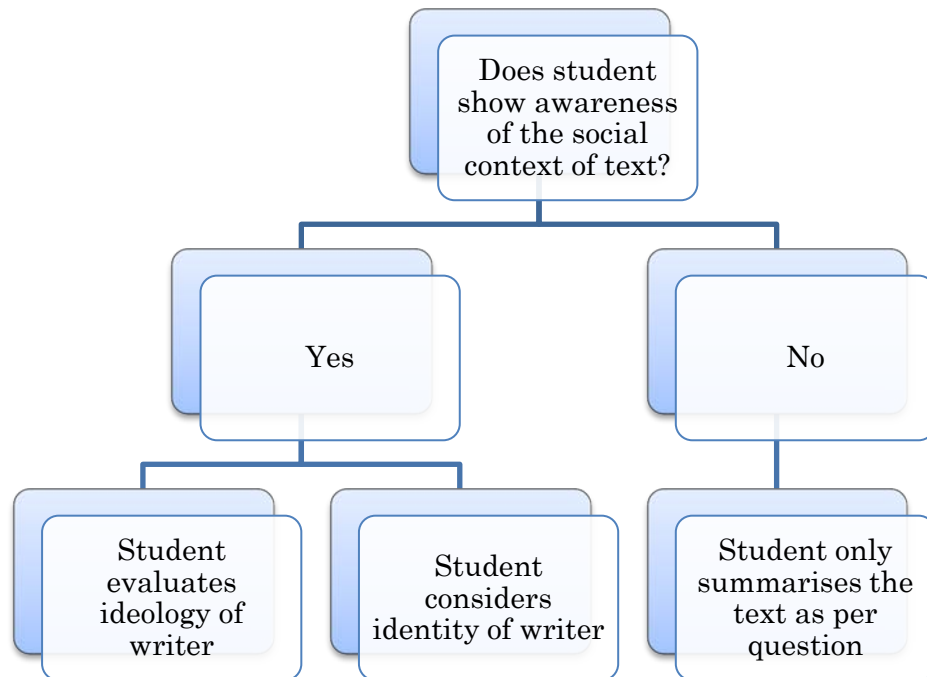 Does student
show awareness
of the social
context of text?
Yes
No
Student
evaluates
ideology of
writer
Student
considers
identity of writer
Student only
summarises the
text as per
question